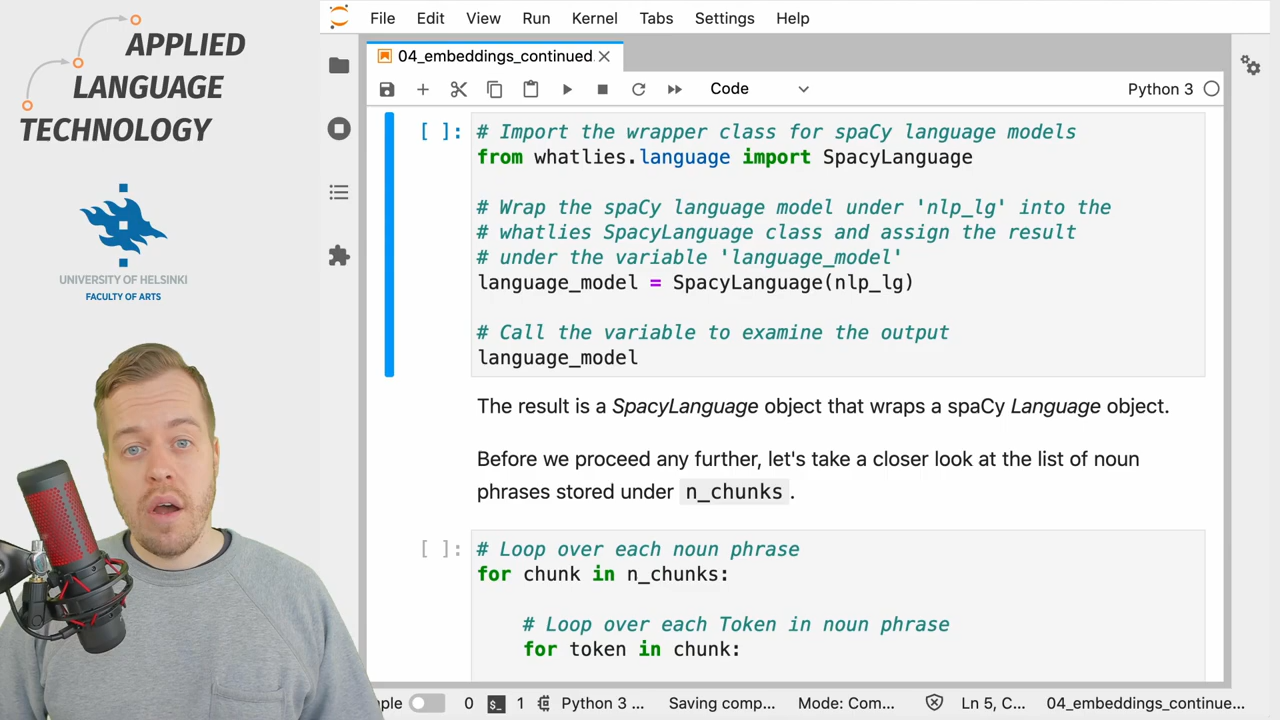 APPLIED
LANGUAGE
TECHNOLOGY
UNIVERSITY OF HELSINKI
FACULTY OF ARTS
File Edit View Run Kernel Tabs Settings Help
04_embeddings_continued
Code
Python 3
[ ]:
# Import the wrapper class for spaCy language models
from whatlies.language import SpacyLanguage
# Wrap the spaCy language model under 'nlp_lg' into the
# whatlies SpacyLanguage class and assign the result
# under the variable 'language_model'
language_model = SpacyLanguage(nlp_lg)
# Call the variable to examine the output
language_model
The result is a SpacyLanguage object that wraps a spaCy Language object.
Before we proceed any further, let's take a closer look at the list of noun
phrases stored under n_chunks.
[ ]:
# Loop over each noun phrase
for chunk in n_chunks:
# Loop over each Token in noun phrase
for token in chunk:
ple 0 $_ 1 Python 3 ... Saving comp... Mode: Com... Ln 5, C... 04_embeddings_continue...